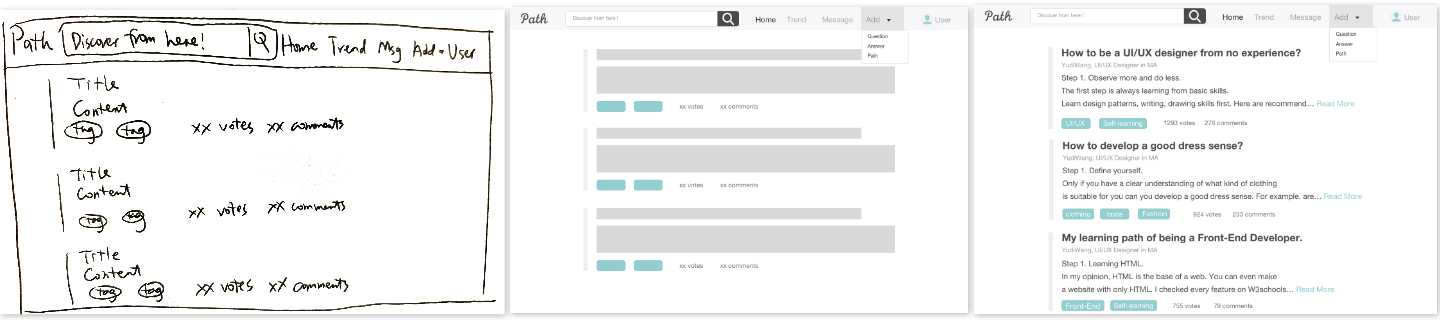 Path Discover from here! Q Home Trend Msg Add User
Title
Content
tag tag xx votes xx comments
Title
Content
tag tag xx votes xx comments
Title
Content
tag tag xx votes xx comments
Path Discover from here ! Home Trend Message Add User
Question
Answer
Path
xx votes xx comments
xx votes xx comments
xx votes xx comments
Path Discover from here ! Home Trend Message Add User
Question
Answer
Path
How to be a UI/UX designer from no experience?
YudiWang, UI/UX Designer in MA
Step 1. Observe more and do less.
The first step is always learning from basic skills.
Learn design patterns, writing, drawing skills first. Here are recommend... Read More
UI/UX Self-learning 1293 votes 276 comments
How to develop a good dress sense?
YudiWang, UI/UX Designer in MA
Step 1. Define yourself.
Only if you have a clear understanding of what kind of clothing
is suitable for you can you develop a good dress sense. For example, are... Read More
clothing taste Fashion 924 votes 233 comments
My learning path of being a Front-End Developer.
YudiWang, UI/UX Designer in MA
Step 1. Learning HTML.
In my opinion, HTML is the base of a web. You can even make
a website with only HTML. I checked every feature on W3schools... Read More
Front-End Self-learning 755 votes 79 comments